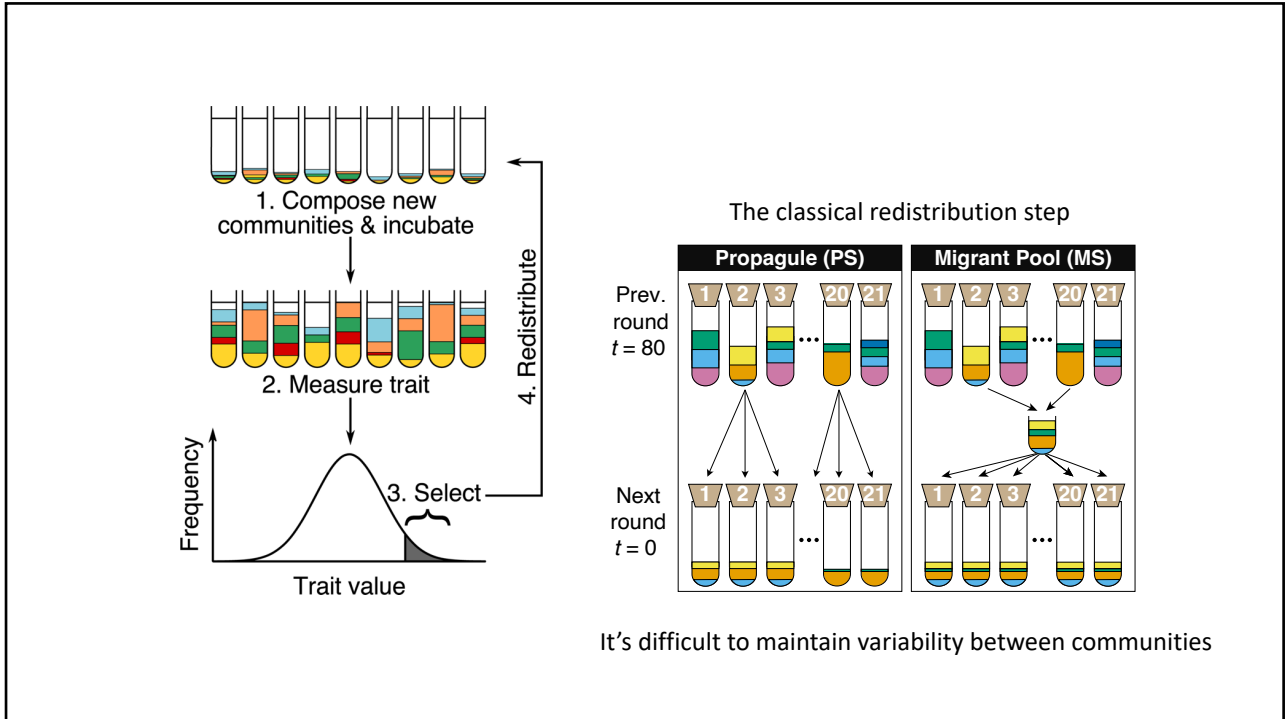 1. Compose new
communities & incubate
2. Measure trait
3. Select
4. Redistribute
Frequency
Trait value
The classical redistribution step
Propagule (PS)
Migrant Pool (MS)
Prev.
round
t = 80
1 2 3 ... 20 21
1 2 3 ... 20 21
Next
round
t = 0
1 2 3 ... 20 21
1 2 3 ... 20 21
It's difficult to maintain variability between communities